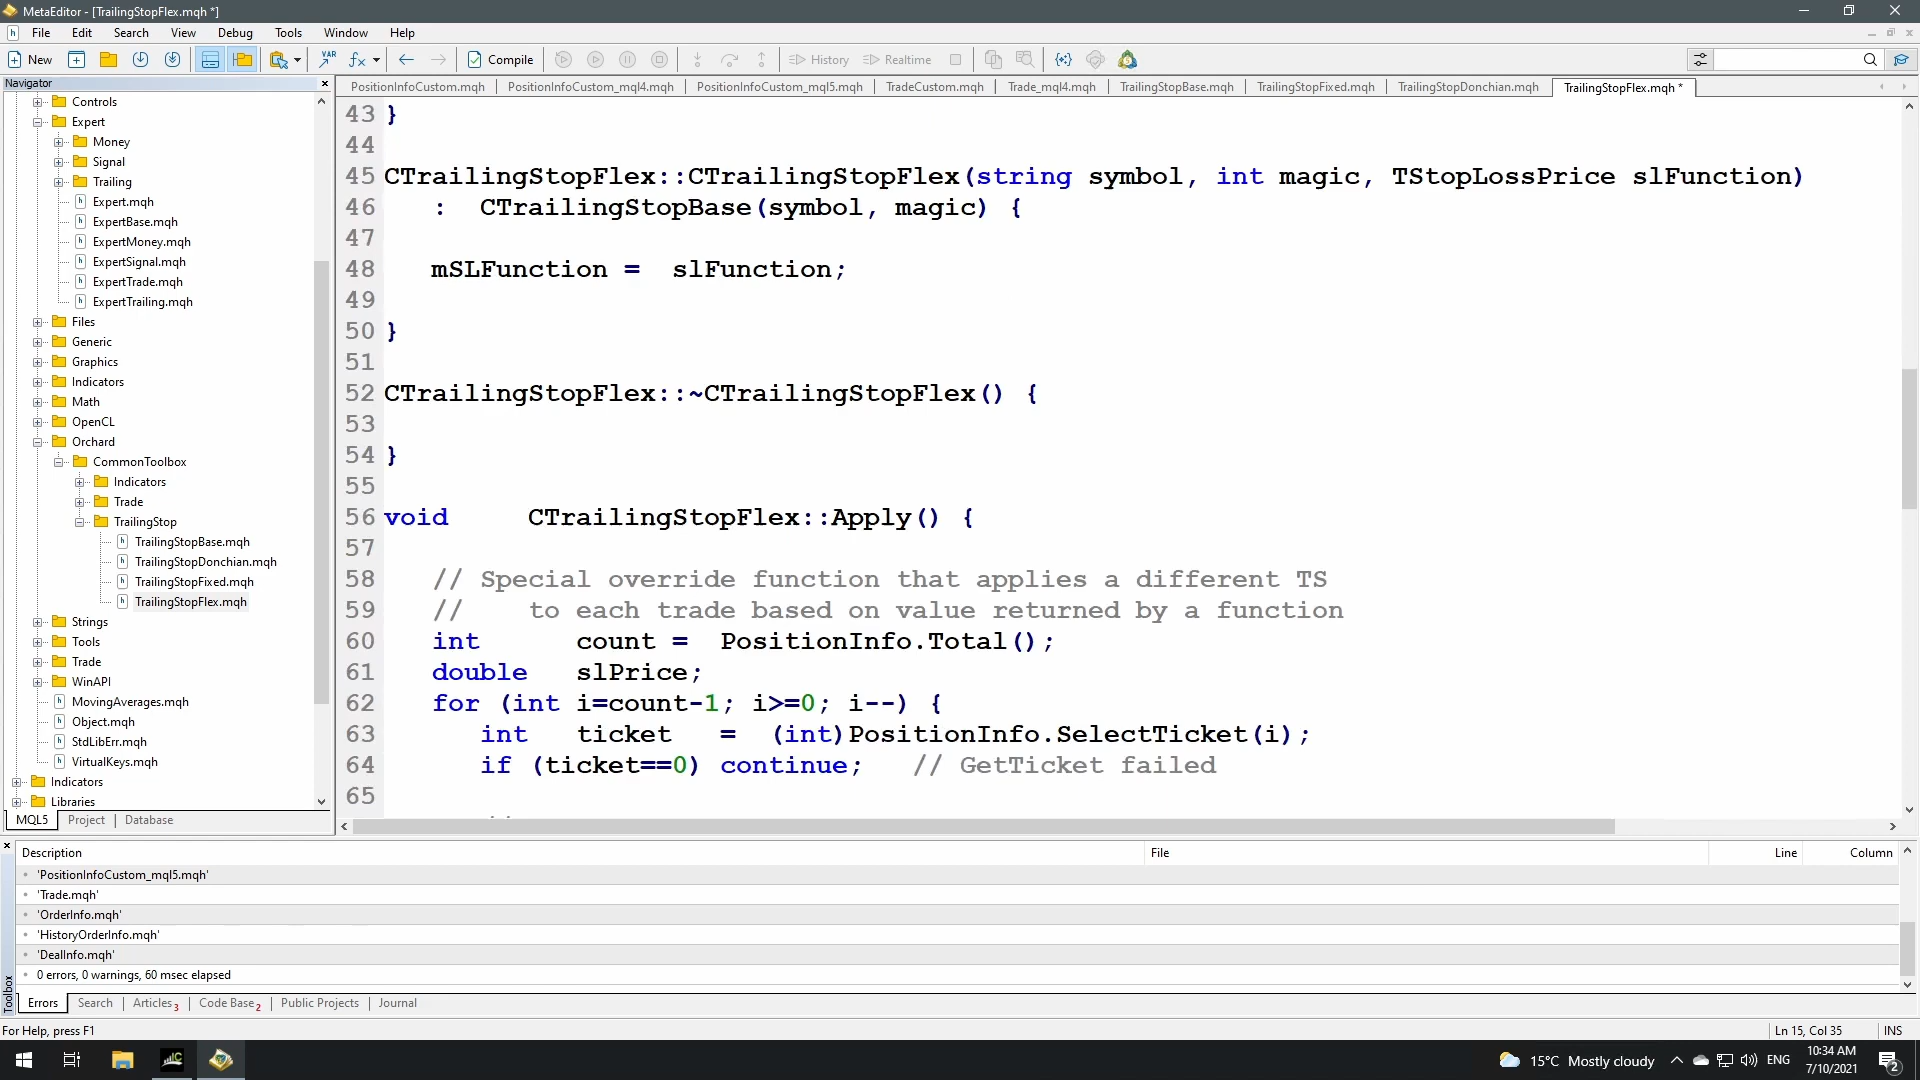 MetaEditor - [TrailingStopFlex.mqh *]
File Edit Search View Debug Tools Window Help
New VAR Compile History Realtime
Navigator
PositionInfoCustom.mqh PositionInfoCustom_mql4.mqh PositionInfoCustom_mql5.mqh TradeCustom.mqh Trade_mql4.mqh TrailingStopBase.mqh TrailingStopFixed.mqh TrailingStopDonchian.mqh TrailingStopFlex.mqh *
Controls
Expert
Money
Signal
Trailing
Expert.mqh
ExpertBase.mqh
ExpertMoney.mqh
ExpertSignal.mqh
ExpertTrade.mqh
ExpertTrailing.mqh
Files
Generic
Graphics
Indicators
Math
OpenCL
Orchard
CommonToolbox
Indicators
Trade
TrailingStop
TrailingStopBase.mqh
TrailingStopDonchian.mqh
TrailingStopFixed.mqh
TrailingStopFlex.mqh
Strings
Tools
Trade
WinAPI
MovingAverages.mqh
Object.mqh
StdLibErr.mqh
VirtualKeys.mqh
Indicators
Libraries
MQL5 Project Database
43 }
44
45 CTrailingStopFlex::CTrailingStopFlex(string symbol, int magic, TStopLossPrice slFunction)
46 : CTrailingStopBase(symbol, magic) {
47
48 mSLFunction = slFunction;
49
50 }
51
52 CTrailingStopFlex::~CTrailingStopFlex() {
53
54 }
55
56 void CTrailingStopFlex::Apply() {
57
58 // Special override function that applies a different TS
59 // to each trade based on value returned by a function
60 int count = PositionInfo.Total();
61 double slPrice;
62 for (int i=count-1; i>=0; i--) {
63 int ticket = (int)PositionInfo.SelectTicket(i);
64 if (ticket==0) continue; // GetTicket failed
65
Description File Line Column
'PositionInfoCustom_mql5.mqh'
'Trade.mqh'
'OrderInfo.mqh'
'HistoryOrderInfo.mqh'
'DealInfo.mqh'
0 errors, 0 warnings, 60 msec elapsed
Toolbox
Errors Search Articles 3 Code Base 2 Public Projects Journal
For Help, press F1
Ln 15, Col 35 INS
15°C Mostly cloudy ENG 10:34 AM
7/10/2021
2